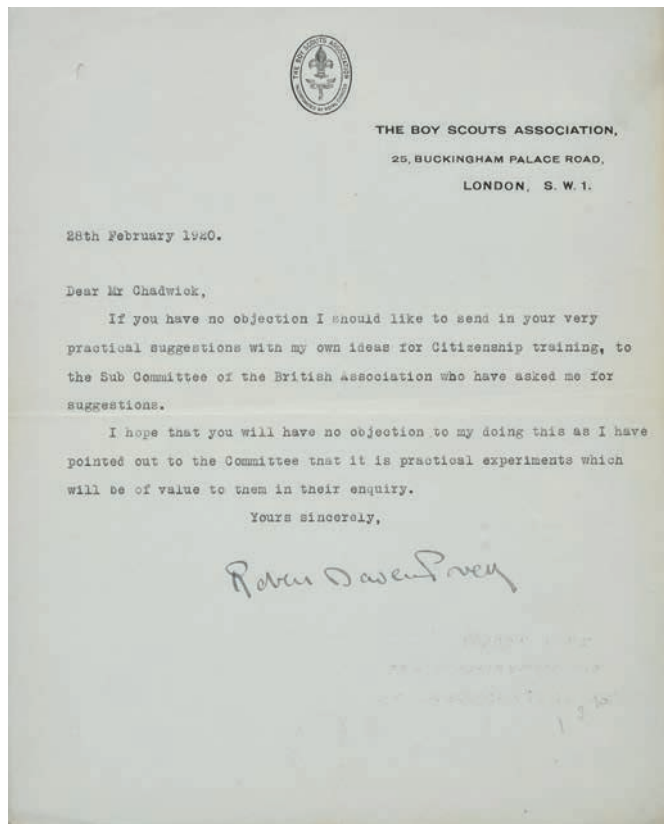 THE BOY SCOUTS ASSOCIATION
THE BOY SCOUTS ASSOCIATION,
25, BUCKINGHAM PALACE ROAD,
LONDON, S. W. 1.
28th February 1920.
Dear Mr Chadwick,
If you have no objection I should like to send in your very
practical suggestions with my own ideas for Citizenship training, to
the Sub Committee of the British Association who have asked me for
suggestions.
I hope that you will have no objection to my doing this as I have
pointed out to the Committee that it is practical experiments which
will be of value to them in their enquiry.
Yours sincerely,
Robert Baden Powell